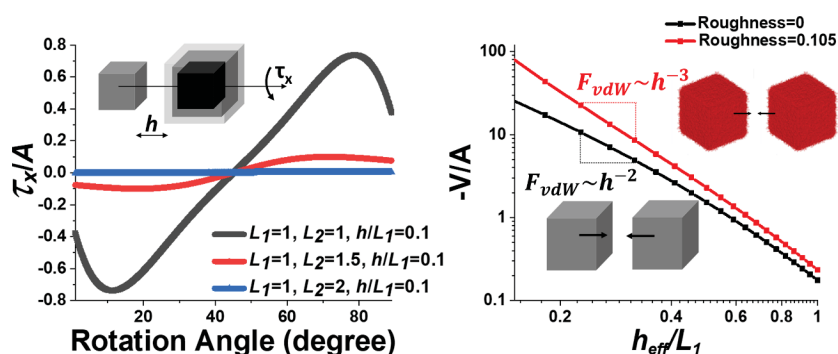 0.8
0.6
0.4
0.2
0.0
-0.2
-0.4
-0.6
-0.8
τx/A
h
τx
L1=1, L2=1, h/L1=0.1
L1=1, L2=1.5, h/L1=0.1
L1=1, L2=2, h/L1=0.1
20 40 60 80
Rotation Angle (degree)
Roughness=0
Roughness=0.105
100
10
1
0.1
-V/A
FvdW~h⁻³
FvdW~h⁻²
0.2 0.4 0.6 0.8 1
heff/L1